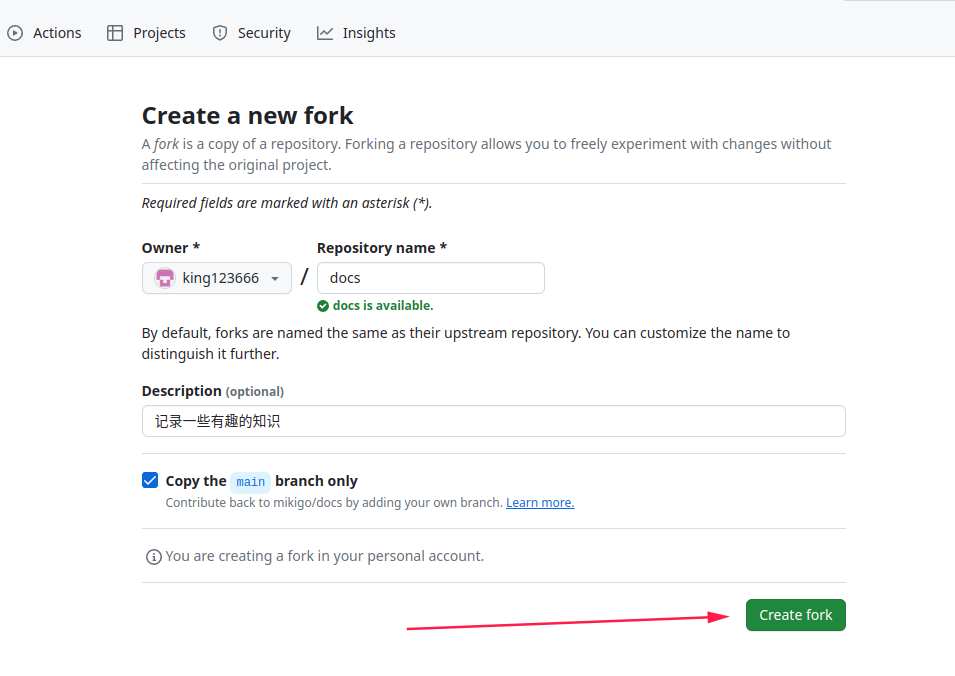 Actions Projects Security Insights
Create a new fork
A fork is a copy of a repository. Forking a repository allows you to freely experiment with changes without
affecting the original project.
Required fields are marked with an asterisk (*).
Owner * Repository name *
king123666 / docs
docs is available.
By default, forks are named the same as their upstream repository. You can customize the name to
distinguish it further.
Description (optional)
记录一些有趣的知识
Copy the main branch only
Contribute back to mikigo/docs by adding your own branch. Learn more.
You are creating a fork in your personal account.
Create fork